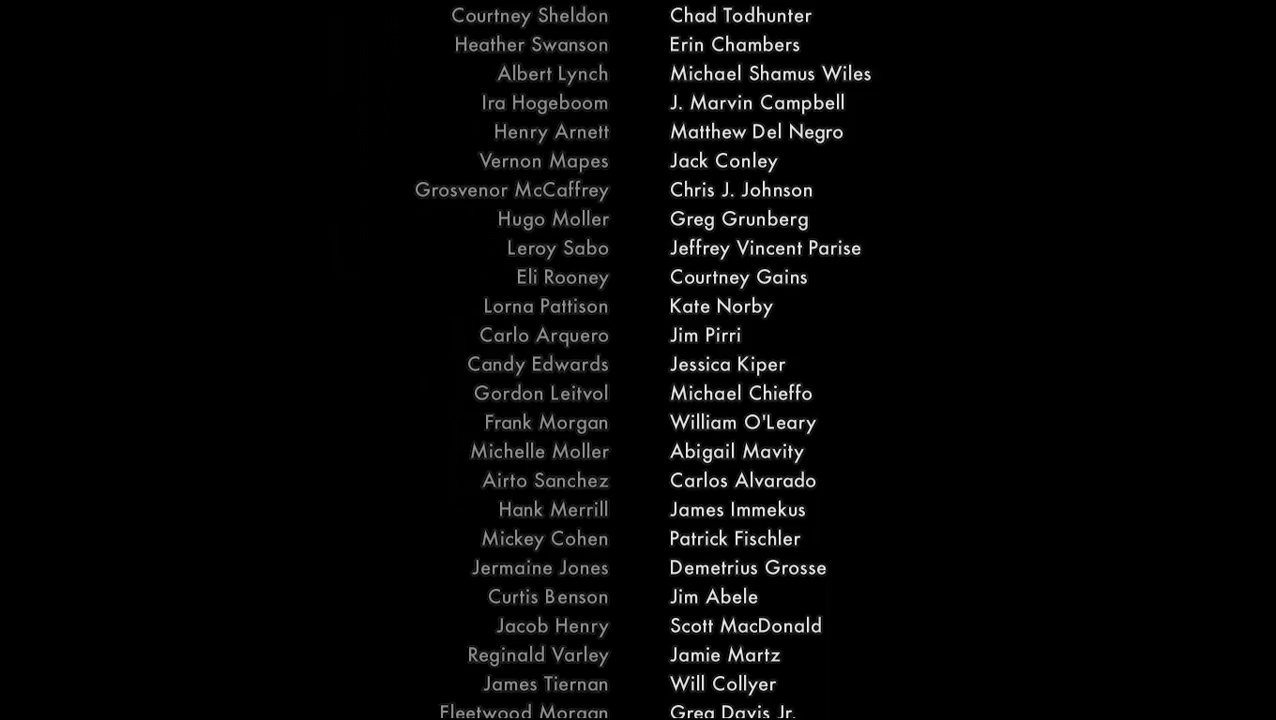 Courtney Sheldon Chad Todhunter
Heather Swanson Erin Chambers
Albert Lynch Michael Shamus Wiles
Ira Hogeboom J. Marvin Campbell
Henry Arnett Matthew Del Negro
Vernon Mapes Jack Conley
Grosvenor McCaffrey Chris J. Johnson
Hugo Moller Greg Grunberg
Leroy Sabo Jeffrey Vincent Parise
Eli Rooney Courtney Gains
Lorna Pattison Kate Norby
Carlo Arquero Jim Pirri
Candy Edwards Jessica Kiper
Gordon Leitvol Michael Chieffo
Frank Morgan William O'Leary
Michelle Moller Abigail Mavity
Airto Sanchez Carlos Alvarado
Hank Merrill James Immekus
Mickey Cohen Patrick Fischler
Jermaine Jones Demetrius Grosse
Curtis Benson Jim Abele
Jacob Henry Scott MacDonald
Reginald Varley Jamie Martz
James Tiernan Will Collyer
Fleetwood Morgan Greg Davis Jr.